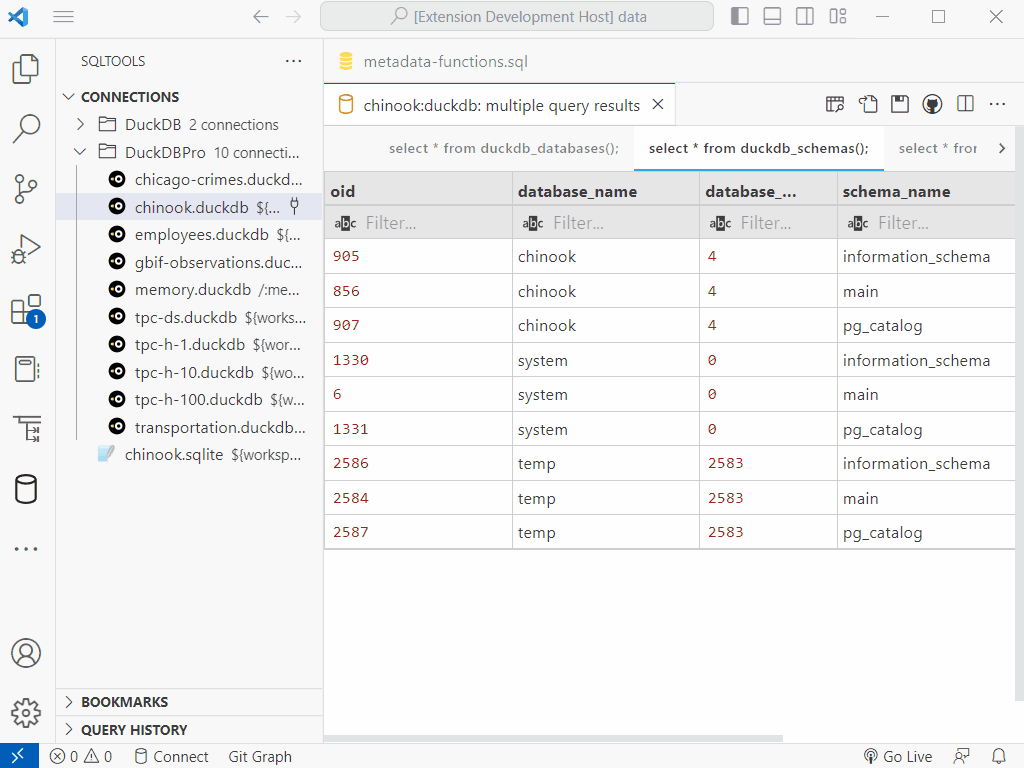 [Extension Development Host] data
SQLTOOLS
CONNECTIONS
DuckDB 2 connections
DuckDBPro 10 connecti...
chicago-crimes.duckd...
chinook.duckdb ${...
employees.duckdb ${...
gbif-observations.duc...
memory.duckdb /:me...
tpc-ds.duckdb ${works...
tpc-h-1.duckdb ${wor...
tpc-h-10.duckdb ${wo...
tpc-h-100.duckdb ${w...
transportation.duckdb...
chinook.sqlite ${worksp...
BOOKMARKS
QUERY HISTORY
1
metadata-functions.sql
chinook:duckdb: multiple query results
select * from duckdb_databases(); select * from duckdb_schemas(); select * from
oid database_name database_... schema_name
abc Filter... abc Filter... abc Filter... abc Filter...
905 chinook 4 information_schema
856 chinook 4 main
907 chinook 4 pg_catalog
1330 system 0 information_schema
6 system 0 main
1331 system 0 pg_catalog
2586 temp 2583 information_schema
2584 temp 2583 main
2587 temp 2583 pg_catalog
0 0 Connect Git Graph Go Live